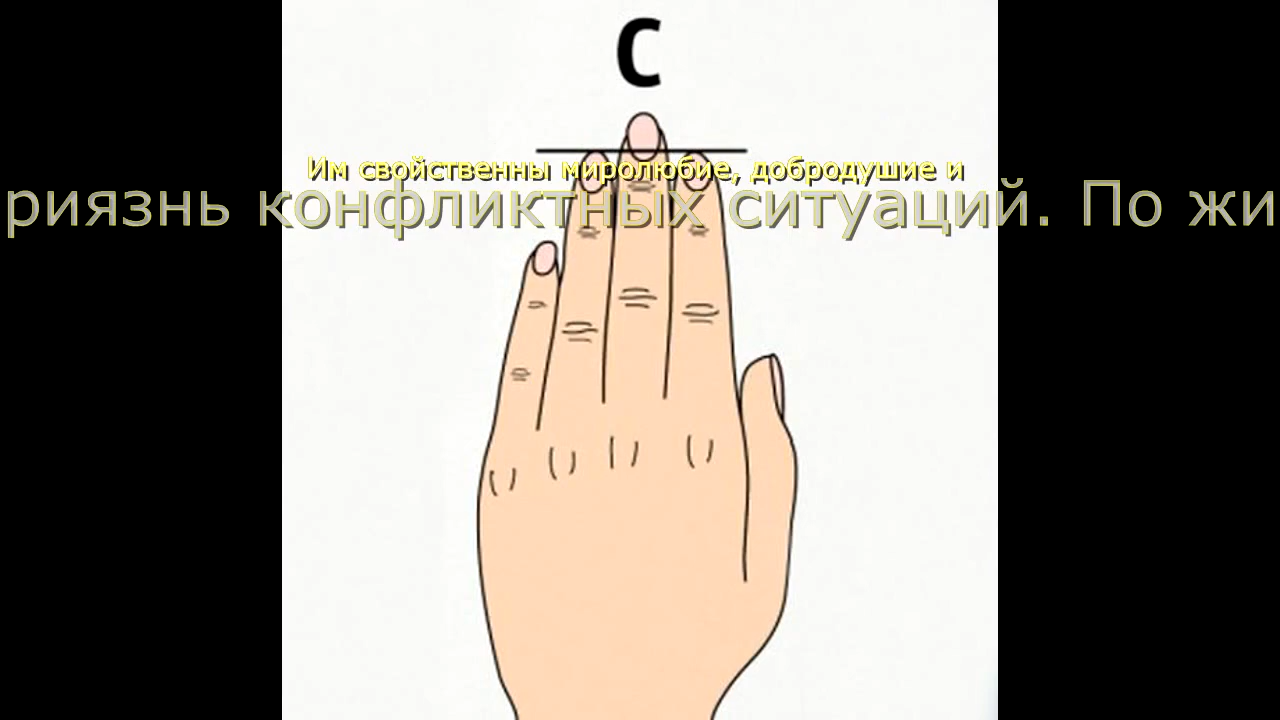 С
Им свойственны миролюбие, добродушие и
риязнь конфликтных ситуаций. По жи